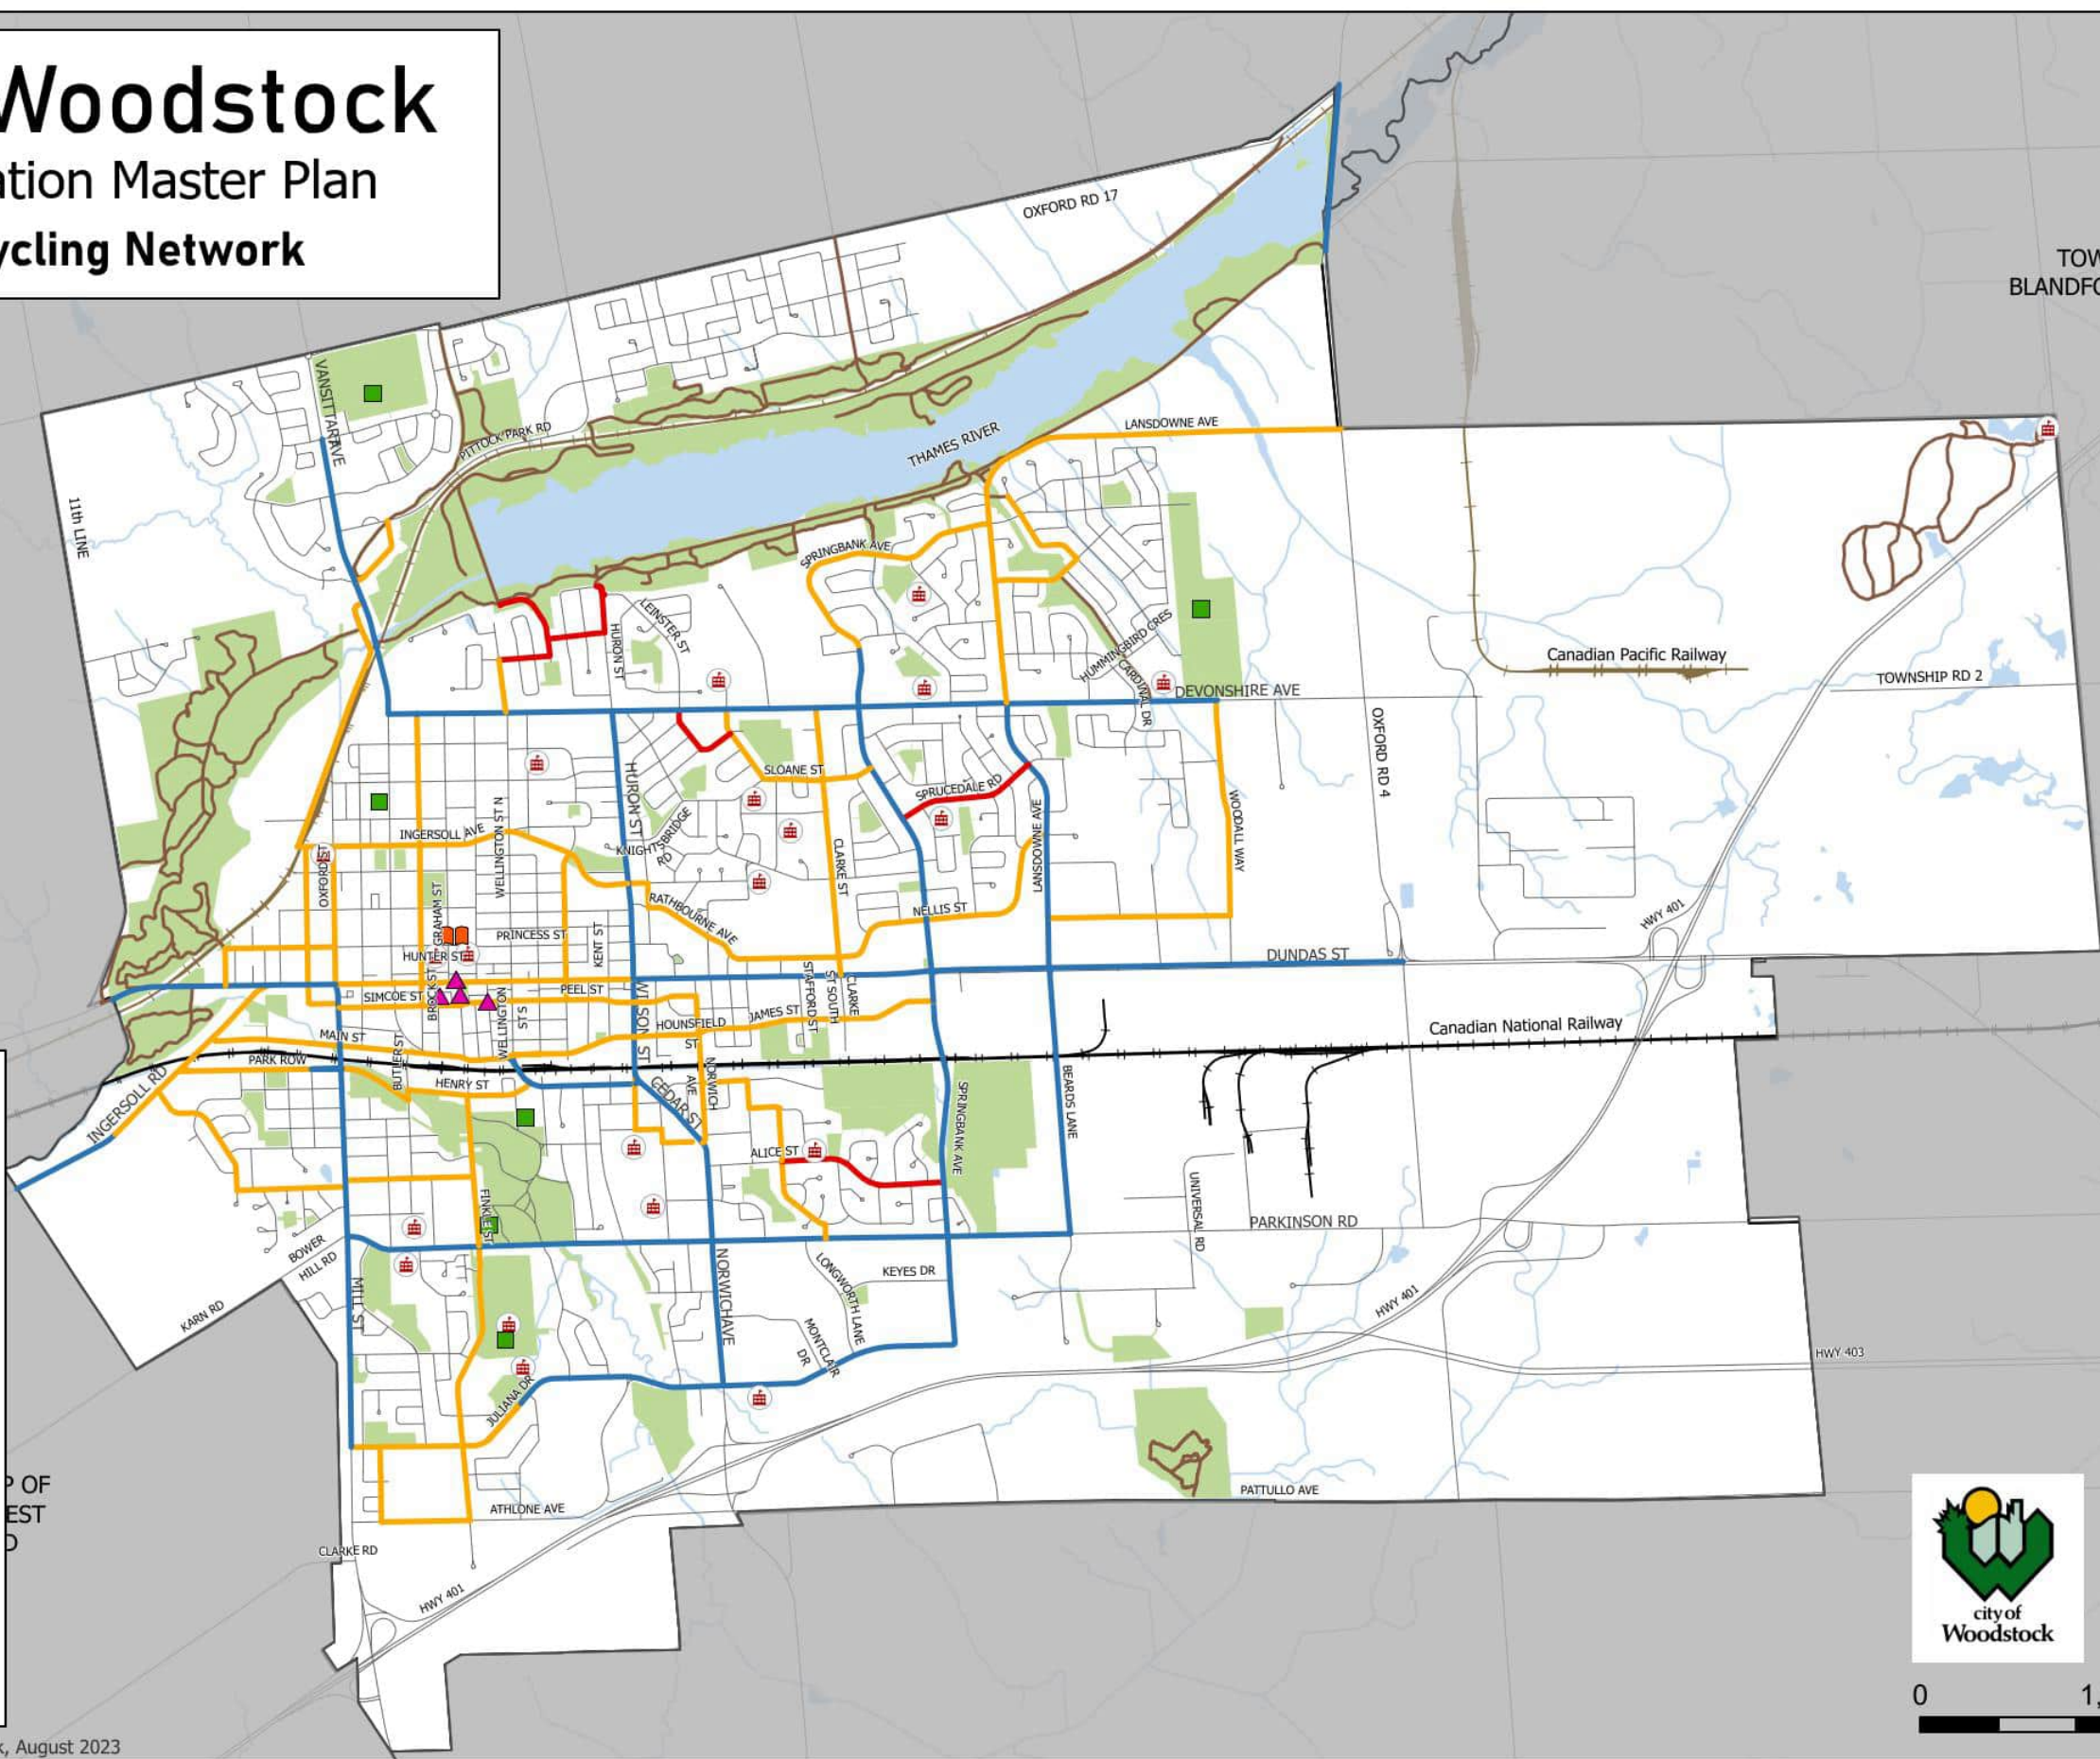 Woodstock
ation Master Plan
ycling Network
OXFORD RD 17
TOW
BLANDFO
VANSITTART AVE
PITTOCK PARK RD
THAMES RIVER
LANSDOWNE AVE
11th LINE
SPRINGBANK AVE
LEINSTER ST
HURON ST
HUMMINGBIRD CRES
CARDINAL DR
DEVONSHIRE AVE
Canadian Pacific Railway
TOWNSHIP RD 2
OXFORD RD 4
SLOANE ST
SPRUCEDALE RD
HURON ST
WELLINGTON ST N
INGERSOLL AVE
KNIGHTSBRIDGE
RD
LANSDOWNE AVE
WOODALL WAY
CLARKE ST
OXFORD ST
GRAHAM ST
RATHBOURNE AVE
NELLIS ST
HWY 401
PRINCESS ST
KENT ST
HUNTER ST
DUNDAS ST
SIMCOE ST
BROCK ST
PEEL ST
WELLINGTON
ST S
WILSON ST
STAFFORD ST
CLARKE
ST SOUTH
HOUNSFIELD
ST
JAMES ST
MAIN ST
Canadian National Railway
PARK ROW
BUTLER ST
HENRY ST
INGERSOLL RD
CEDAR ST
NORWICH
AVE
SPRINGBANK AVE
BEARDS LANE
ALICE ST
UNIVERSAL RD
FINKLE ST
PARKINSON RD
BOWER
HILL RD
KARN RD
MILL ST
NORWICH AVE
LONGWORTH LANE
KEYES DR
HWY 401
MONTCLAIR
DR
HWY 403
JULIANA DR
P OF
EST
D
ATHLONE AVE
PATTULLO AVE
CLARKE RD
HWY 401
city of
Woodstock
0 1,
k, August 2023